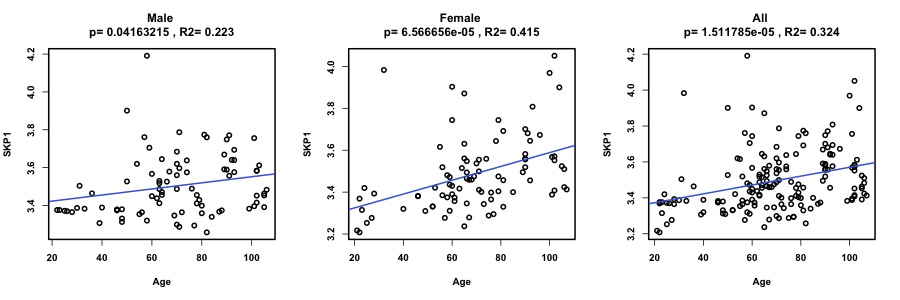 Male
p= 0.04163215 , R2= 0.223
SKP1
4.2
4.0
3.8
3.6
3.4
20 40 60 80 100
Age
Female
p= 6.566656e-05 , R2= 0.415
SKP1
4.0
3.8
3.6
3.4
3.2
20 40 60 80 100
Age
All
p= 1.511785e-05 , R2= 0.324
SKP1
4.2
4.0
3.8
3.6
3.4
3.2
20 40 60 80 100
Age